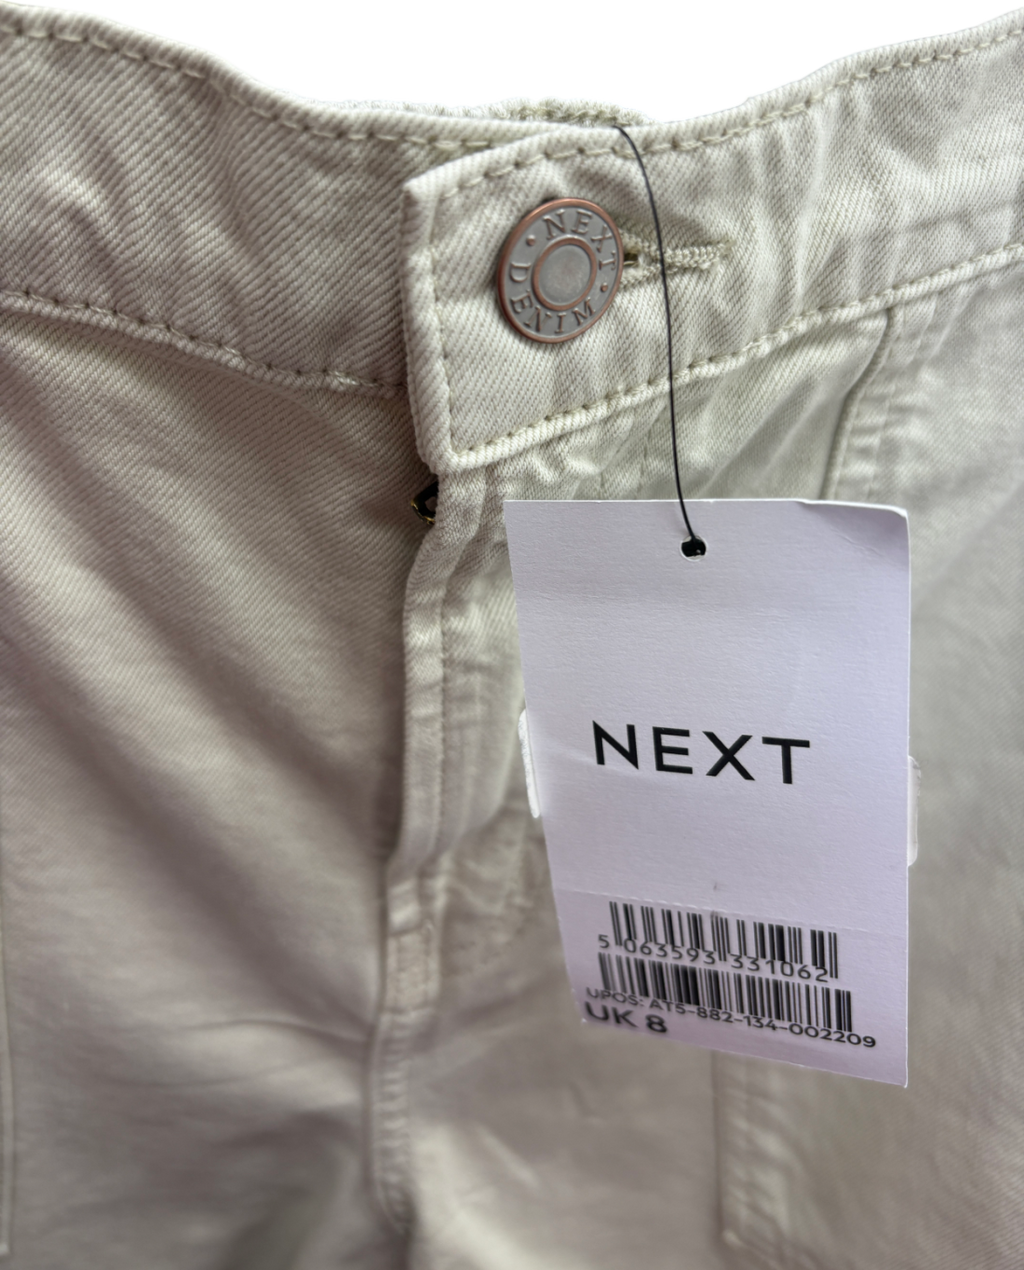 NEXT
DENIM
NEXT
5 063593 331062
UPOS: AT5-882-134-002209
UK 8